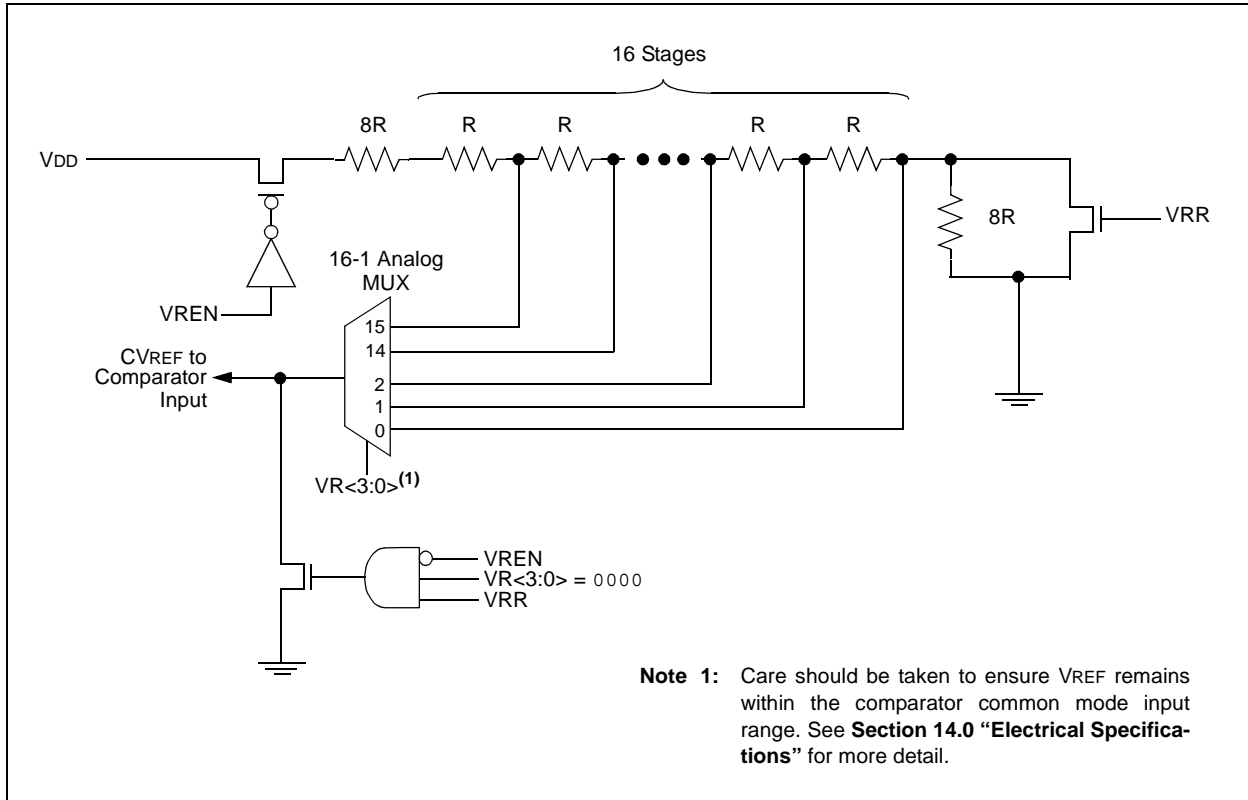 16 Stages
8R R R R R
VDD
8R
VRR
16-1 Analog
MUX
VREN
15
14
2
1
0
CVREF to
Comparator
Input
VR<3:0>(1)
VREN
VR<3:0> = 0000
VRR
Note 1: Care should be taken to ensure VREF remains
within the comparator common mode input
range. See Section 14.0 “Electrical Specifica-
tions” for more detail.